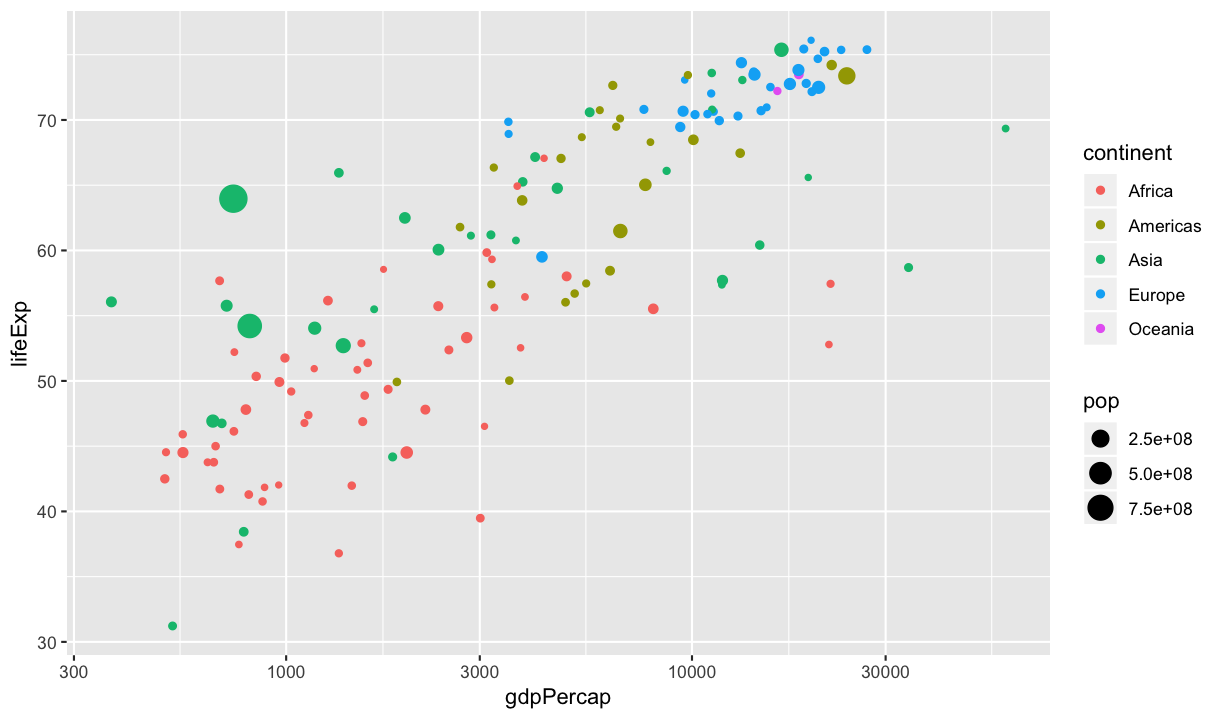 70
60
50
40
30
lifeExp
300
1000
3000
10000
30000
gdpPercap
continent
Africa
Americas
Asia
Europe
Oceania
pop
2.5e+08
5.0e+08
7.5e+08